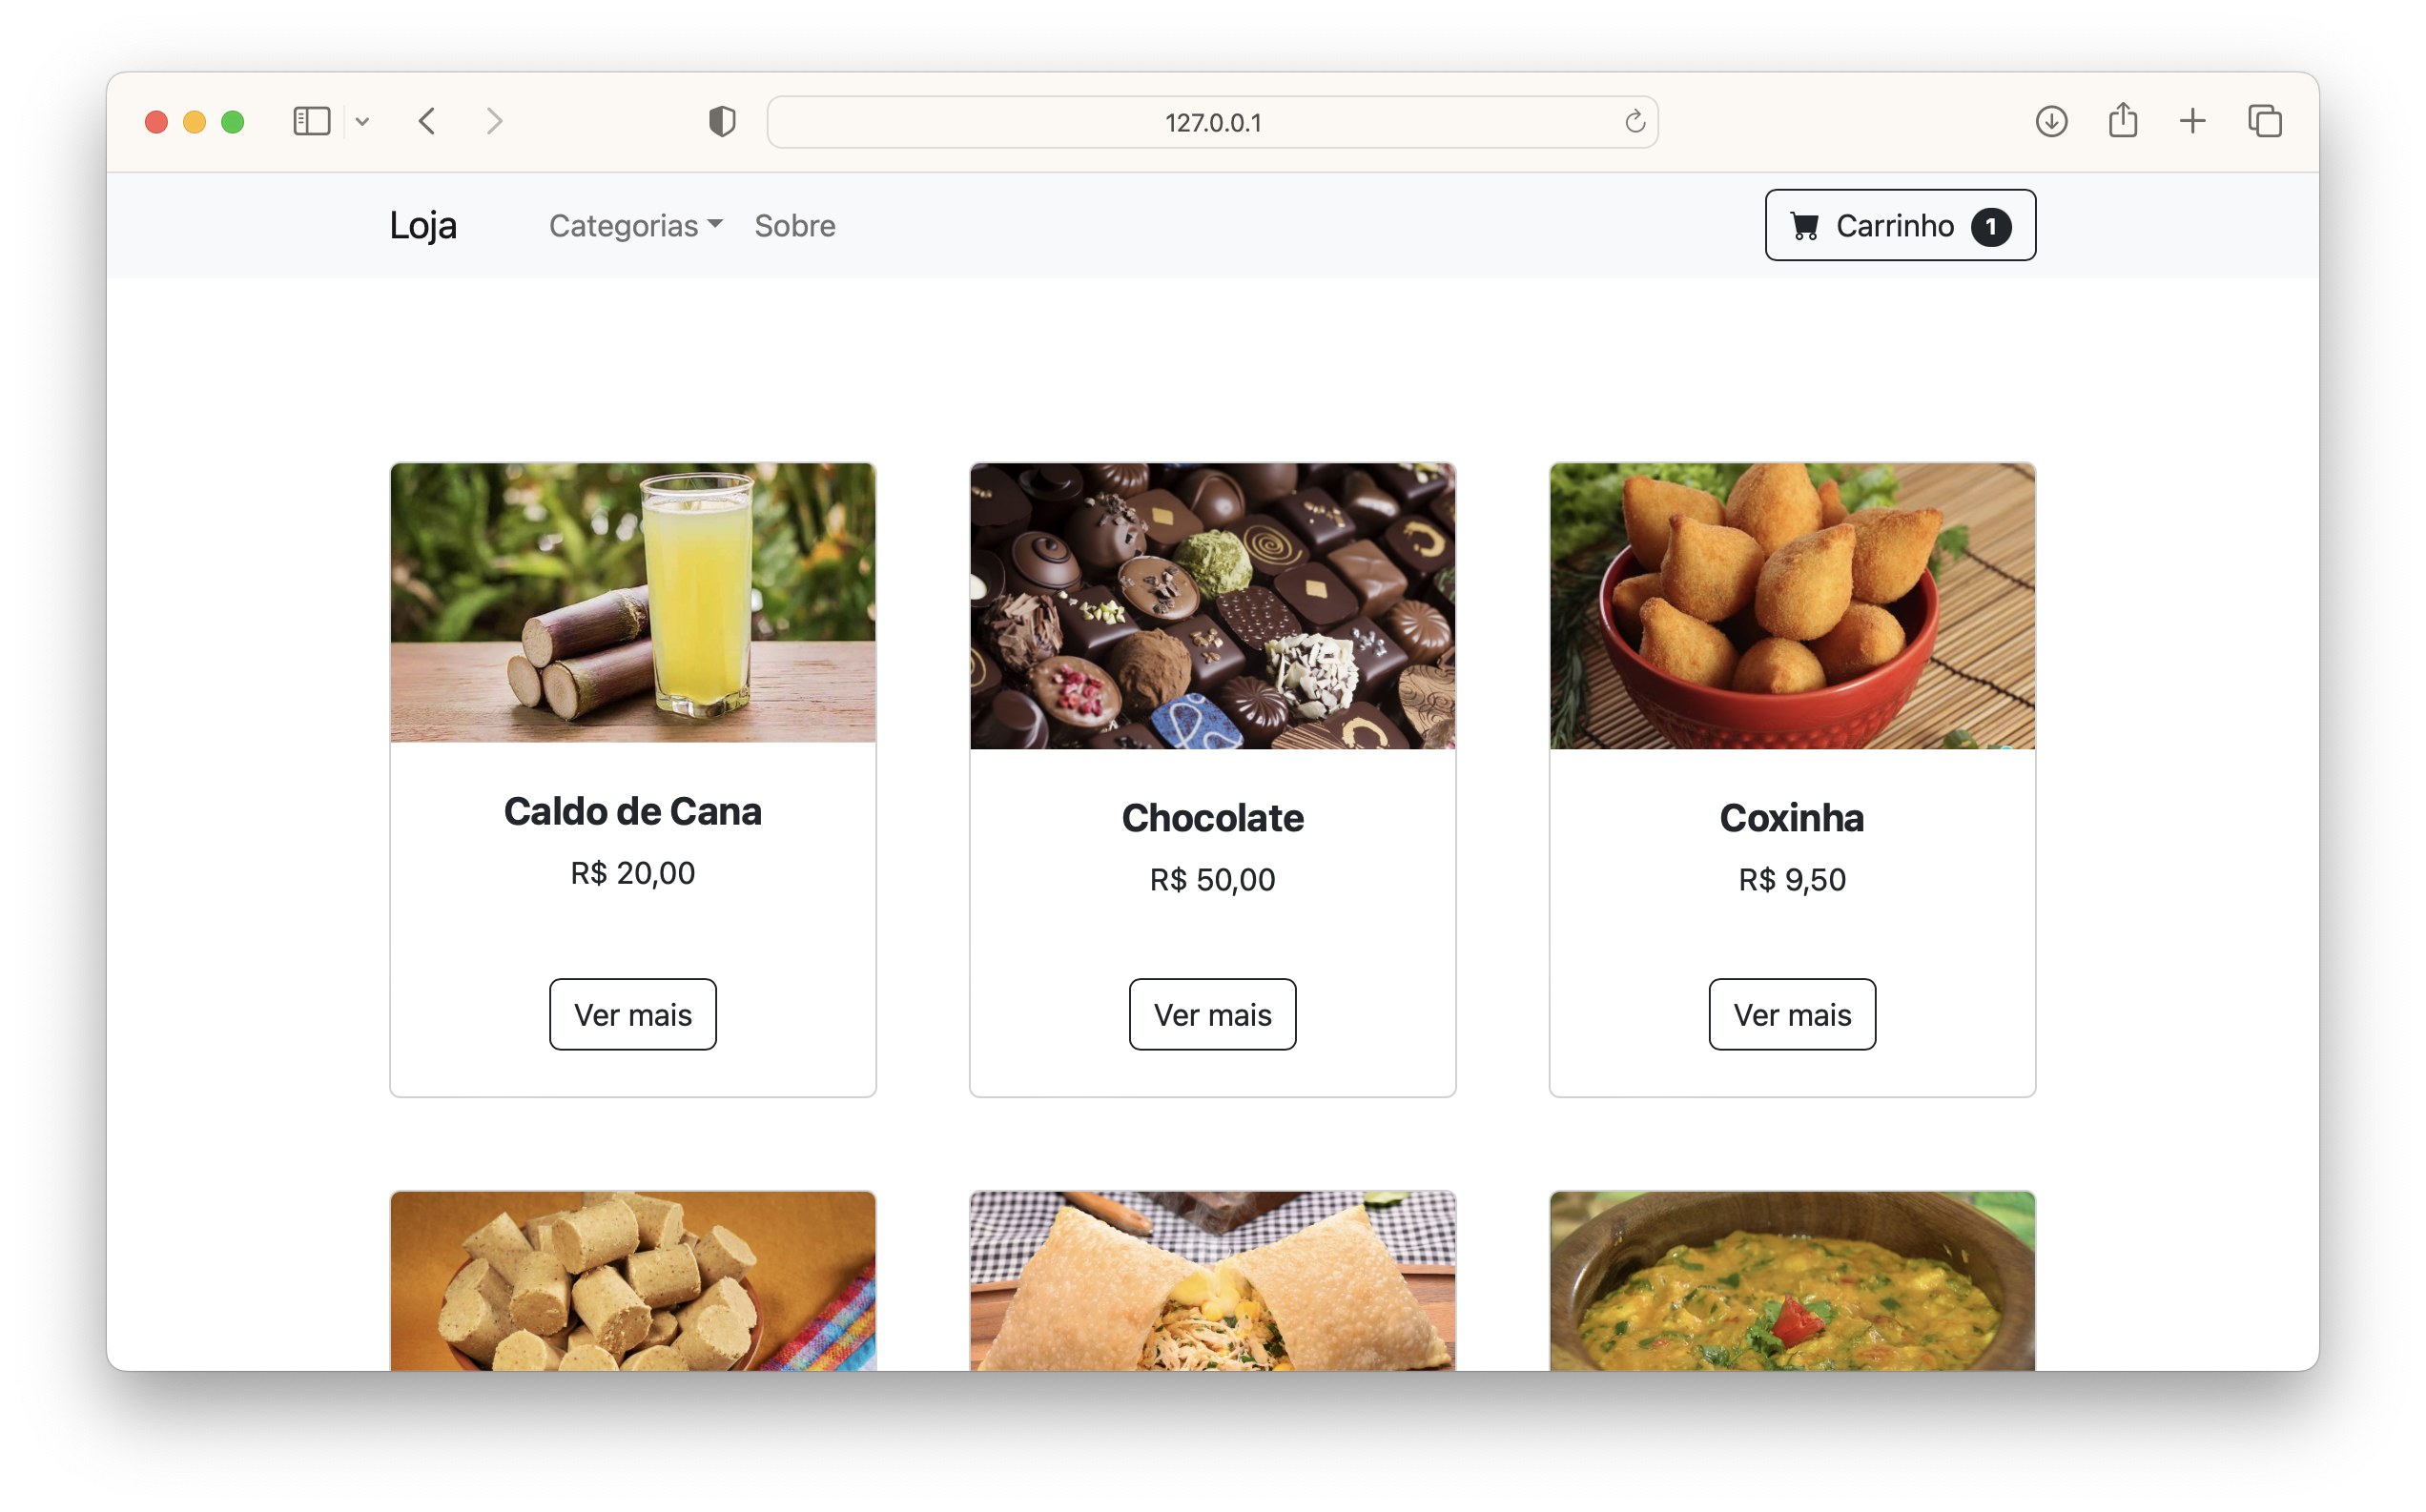 127.0.0.1
Loja Categorias Sobre Carrinho 1
Caldo de Cana
R$ 20,00
Ver mais
Chocolate
R$ 50,00
Ver mais
Coxinha
R$ 9,50
Ver mais